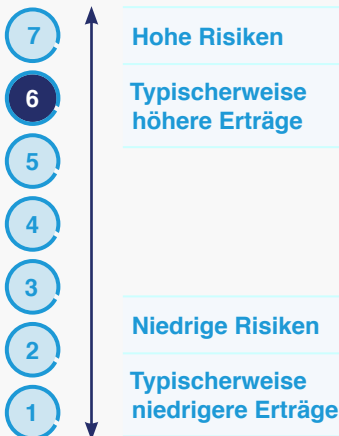 7
Hohe Risiken
6
Typischerweise
höhere Erträge
5
4
3
Niedrige Risiken
2
Typischerweise
niedrigere Erträge
1